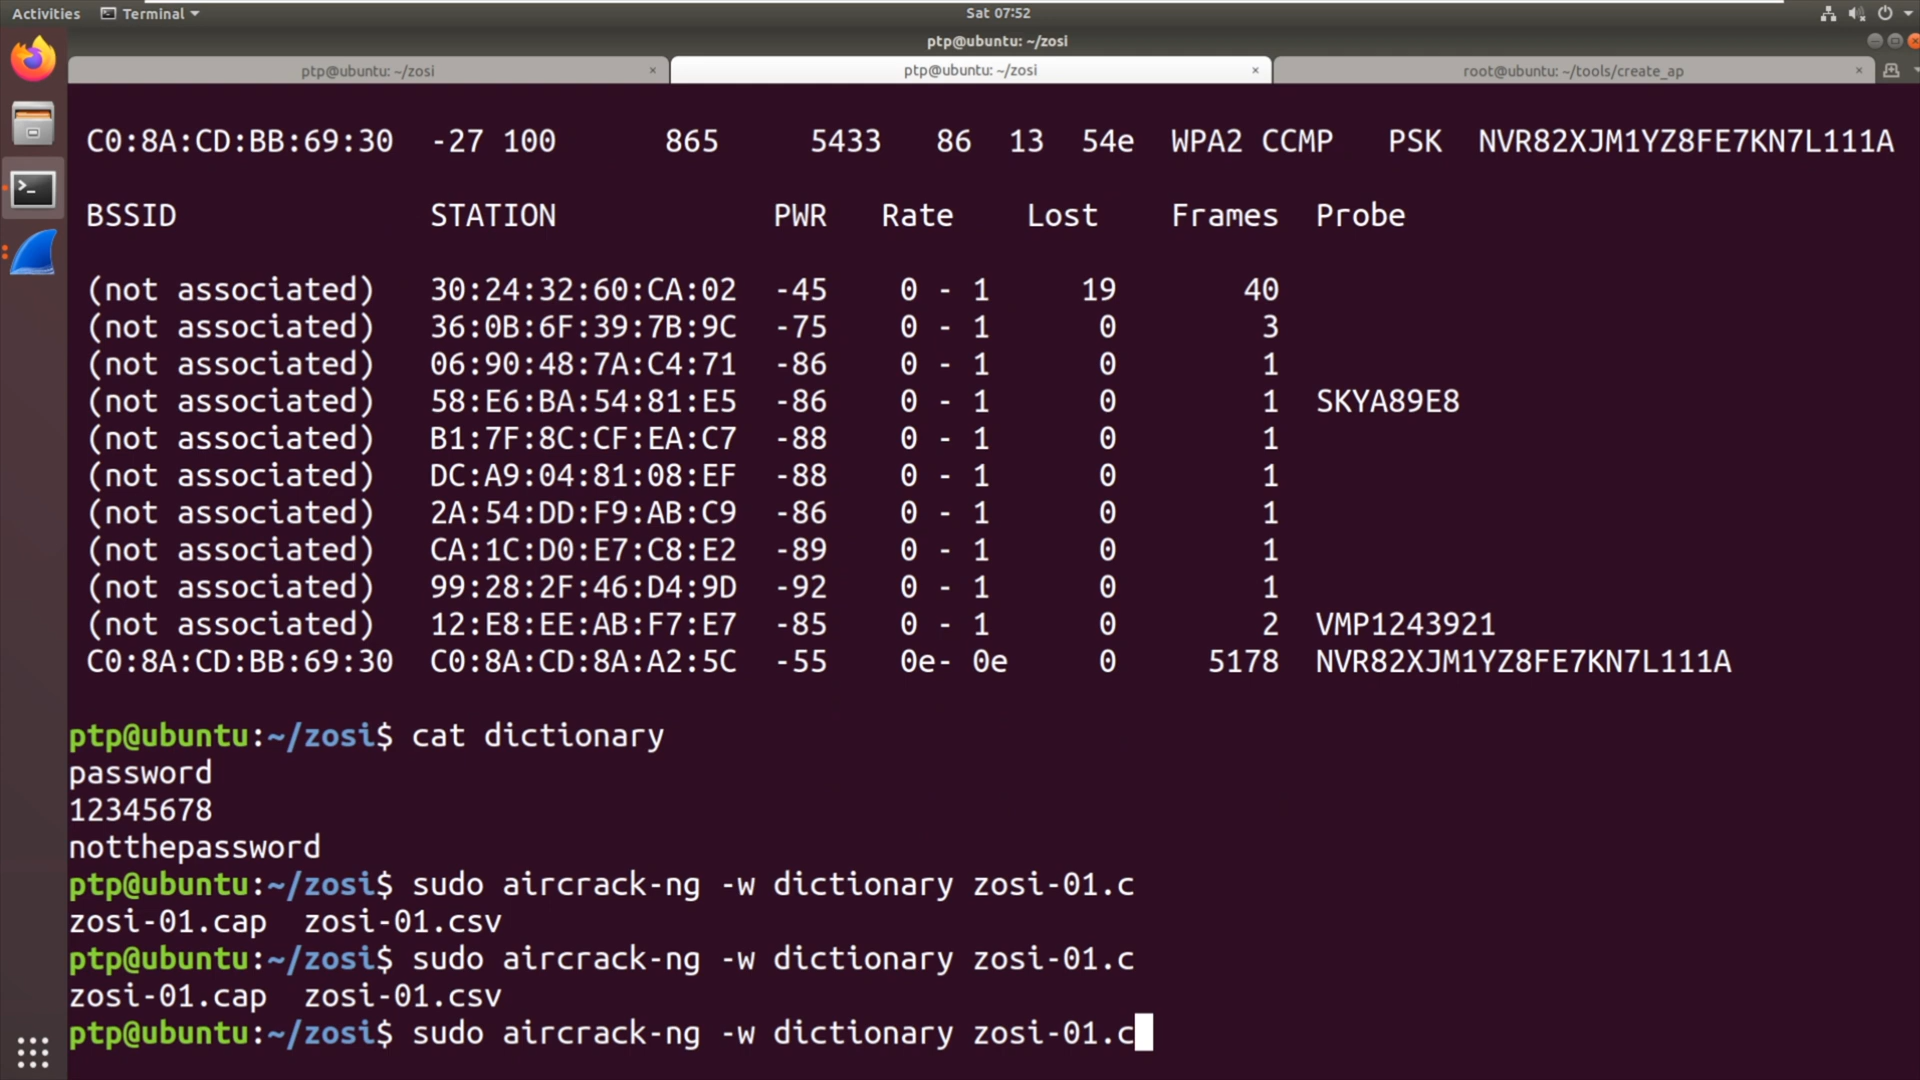 Activities Terminal Sat 07:52
ptp@ubuntu: ~/zosi
ptp@ubuntu: ~/zosi × ptp@ubuntu: ~/zosi × root@ubuntu: ~/tools/create_ap ×
C0:8A:CD:BB:69:30 -27 100 865 5433 86 13 54e WPA2 CCMP PSK NVR82XJM1YZ8FE7KN7L111A
BSSID STATION PWR Rate Lost Frames Probe
(not associated) 30:24:32:60:CA:02 -45 0 - 1 19 40
(not associated) 36:0B:6F:39:7B:9C -75 0 - 1 0 3
(not associated) 06:90:48:7A:C4:71 -86 0 - 1 0 1
(not associated) 58:E6:BA:54:81:E5 -86 0 - 1 0 1 SKYA89E8
(not associated) B1:7F:8C:CF:EA:C7 -88 0 - 1 0 1
(not associated) DC:A9:04:81:08:EF -88 0 - 1 0 1
(not associated) 2A:54:DD:F9:AB:C9 -86 0 - 1 0 1
(not associated) CA:1C:D0:E7:C8:E2 -89 0 - 1 0 1
(not associated) 99:28:2F:46:D4:9D -92 0 - 1 0 1
(not associated) 12:E8:EE:AB:F7:E7 -85 0 - 1 0 2 VMP1243921
C0:8A:CD:BB:69:30 C0:8A:CD:8A:A2:5C -55 0e- 0e 0 5178 NVR82XJM1YZ8FE7KN7L111A
ptp@ubuntu:~/zosi$ cat dictionary
password
12345678
notthepassword
ptp@ubuntu:~/zosi$ sudo aircrack-ng -w dictionary zosi-01.c
zosi-01.cap zosi-01.csv
ptp@ubuntu:~/zosi$ sudo aircrack-ng -w dictionary zosi-01.c
zosi-01.cap zosi-01.csv
ptp@ubuntu:~/zosi$ sudo aircrack-ng -w dictionary zosi-01.c